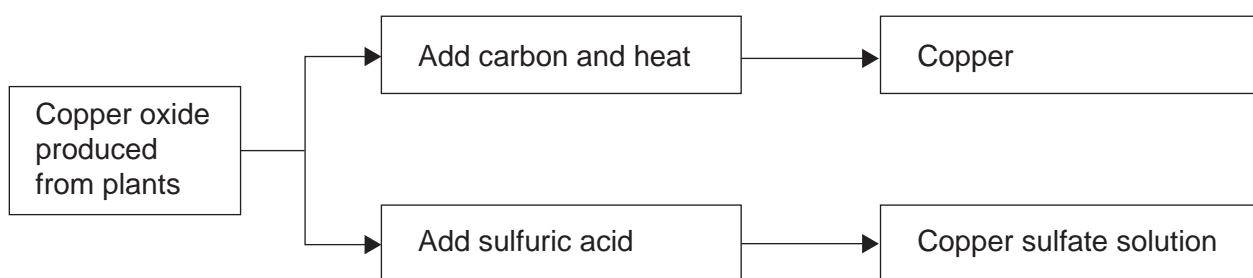 Copper oxide
produced
from plants
Add carbon and heat
Copper
Add sulfuric acid
Copper sulfate solution